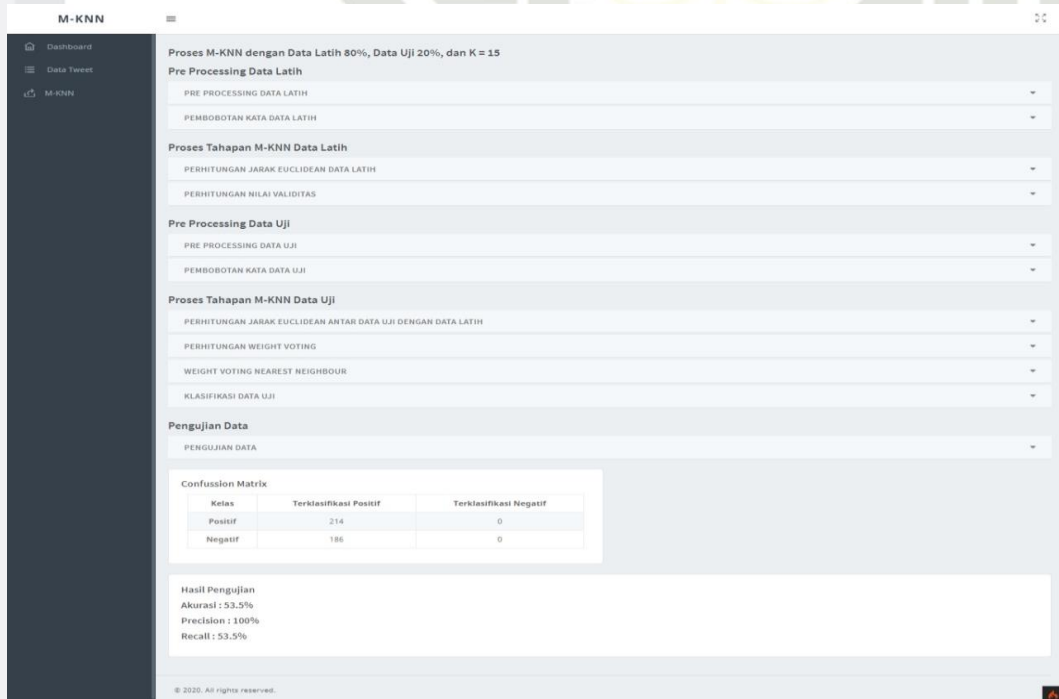 M-KNN
Dashboard
Data Tweet
M-KNN
Proses M-KNN dengan Data Latih 80%, Data Uji 20%, dan K = 15
Pre Processing Data Latih
PRE PROCESSING DATA LATIH
PEMBOBOTAN KATA DATA LATIH
Proses Tahapan M-KNN Data Latih
PERHITUNGAN JARAK EUCLIDEAN DATA LATIH
PERHITUNGAN NILAI VALIDITAS
Pre Processing Data Uji
PRE PROCESSING DATA UJI
PEMBOBOTAN KATA DATA UJI
Proses Tahapan M-KNN Data Uji
PERHITUNGAN JARAK EUCLIDEAN ANTAR DATA UJI DENGAN DATA LATIH
PERHITUNGAN WEIGHT VOTING
WEIGHT VOTING NEAREST NEIGHBOUR
KLASIFIKASI DATA UJI
Pengujian Data
PENGUJIAN DATA
Confussion Matrix
Kelas Terklasifikasi Positif Terklasifikasi Negatif
Positif 214 0
Negatif 186 0
Hasil Pengujian
Akurasi : 53.5%
Precision : 100%
Recall : 53.5%
© 2020. All rights reserved.